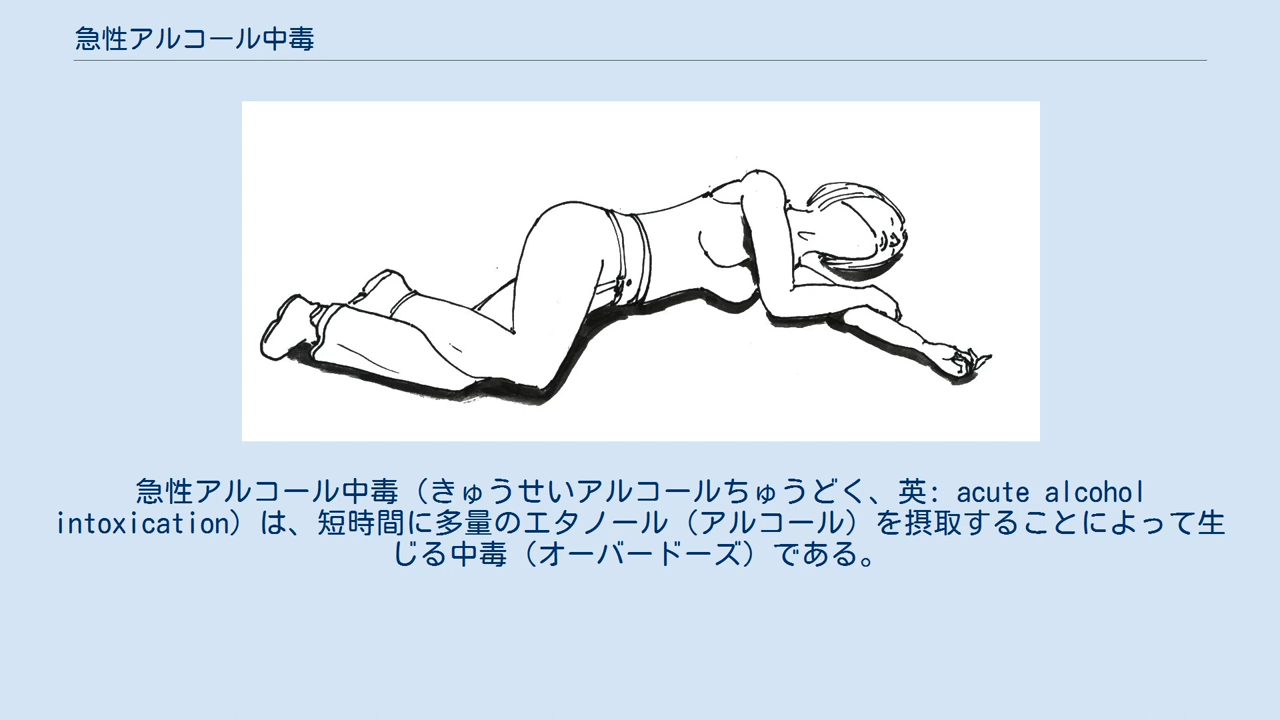 急性アルコール中毒
急性アルコール中毒（きゅうせいアルコールちゅうどく、英: acute alcohol
intoxication）は、短時間に多量のエタノール（アルコール）を摂取することによって生
じる中毒（オーバードーズ）である。